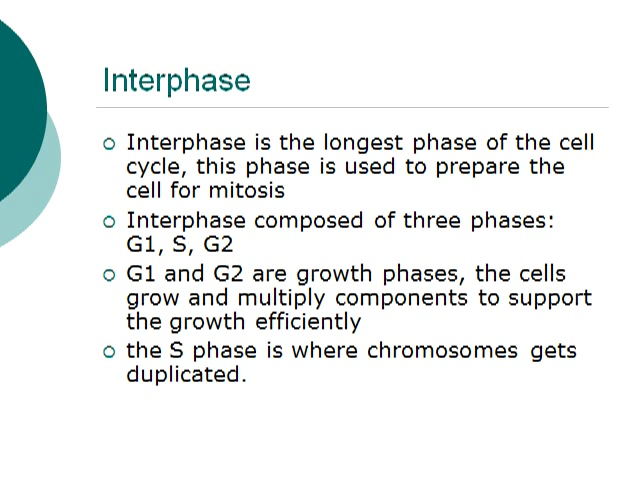 Interphase
Interphase is the longest phase of the cell
cycle, this phase is used to prepare the
cell for mitosis
Interphase composed of three phases:
G1, S, G2
G1 and G2 are growth phases, the cells
grow and multiply components to support
the growth efficiently
the S phase is where chromosomes gets
duplicated.